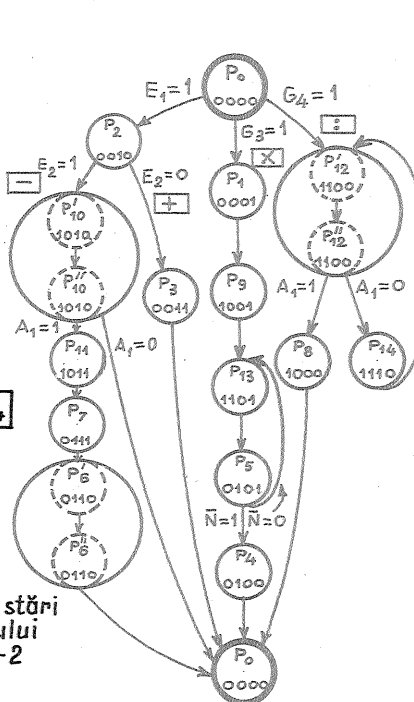 P₀
0000
E₁=1
G₄=1
G₃=1
:
P₂
0010
×
P'₁₂
1100
P₁
0001
E₂=1
E₂=0
−
+
P'₁₀
1010
P''₁₂
1100
P₃
0011
P₉
1001
P''₁₀
1010
A₁=1
A₁=0
A₁=1
A₁=0
P₁₁
1011
P₁₃
1101
P₈
1000
P₁₄
1110
P₇
0111
P₅
0101
P'₆
0110
N̅=1
N̅=0
P₄
0100
P''₆
0110
stări
ului
-2
P₀
0000